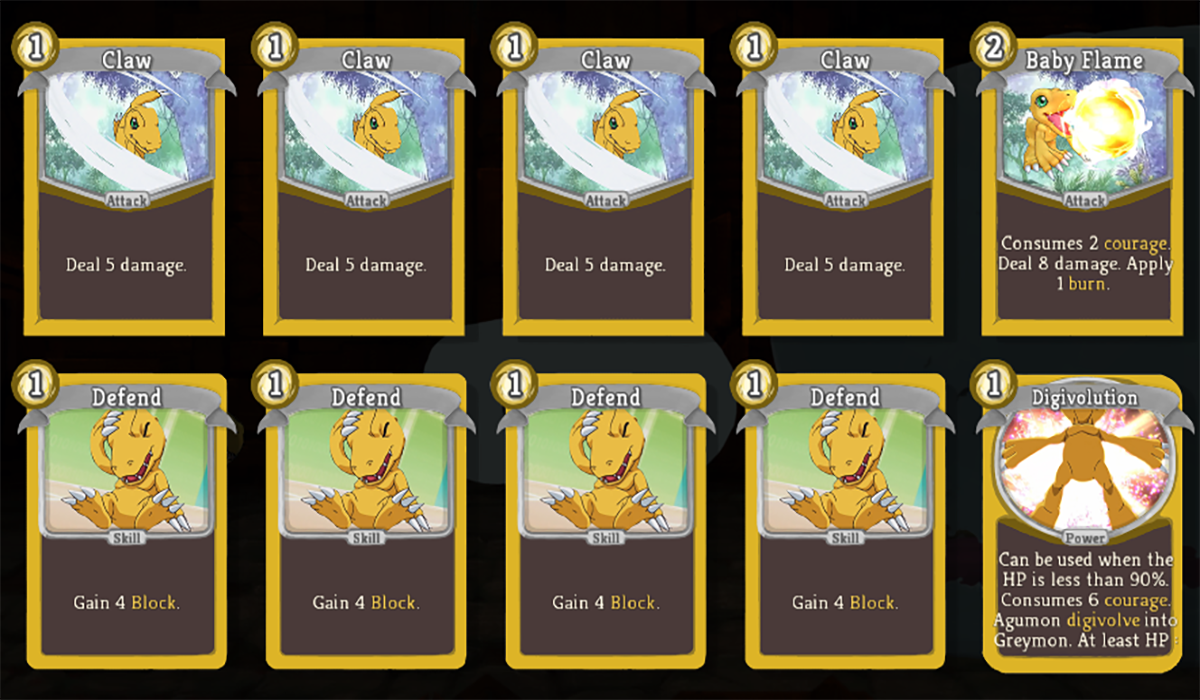 1
Claw
Attack
Deal 5 damage.
1
Claw
Attack
Deal 5 damage.
1
Claw
Attack
Deal 5 damage.
1
Claw
Attack
Deal 5 damage.
2
Baby Flame
Attack
Consumes 2 courage.
Deal 8 damage. Apply
1 burn.
1
Defend
Skill
Gain 4 Block.
1
Defend
Skill
Gain 4 Block.
1
Defend
Skill
Gain 4 Block.
1
Defend
Skill
Gain 4 Block.
1
Digivolution
Power
Can be used when the
HP is less than 90%.
Consumes 6 courage.
Agumon digivolve into
Greymon. At least HP :